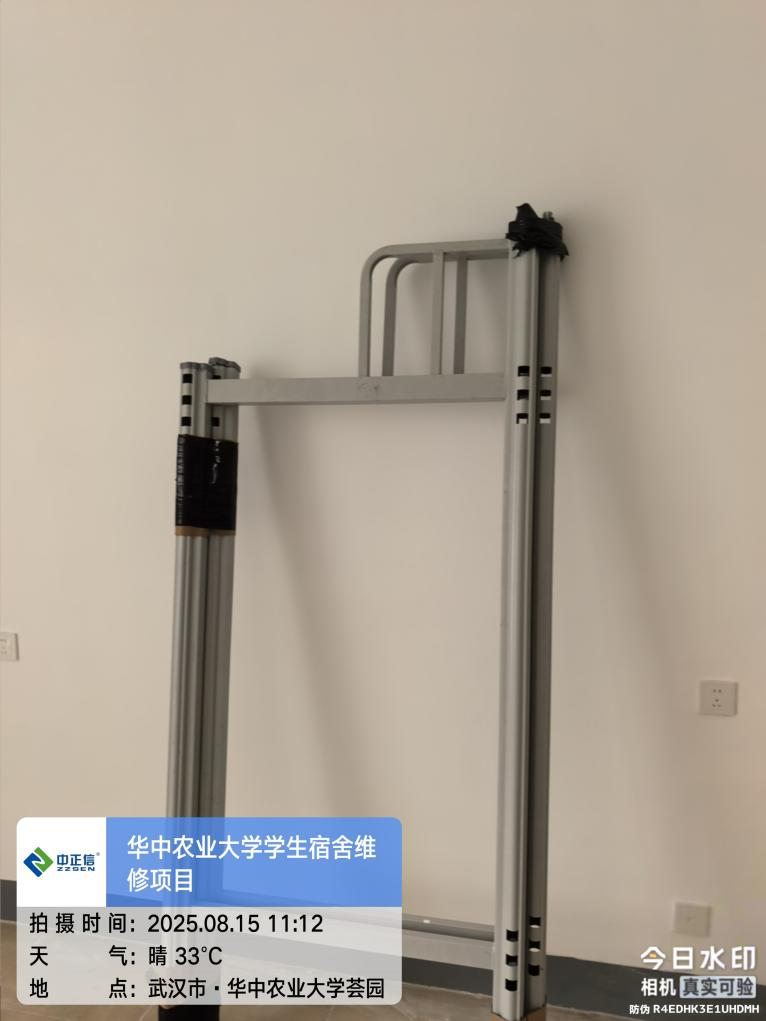 中正信
ZZSEN
华中农业大学学生宿舍维
修项目
拍摄时间：2025.08.15 11:12
天气：晴 33℃
地点：武汉市·华中农业大学荟园
今日水印
相机 真实可验
防伪 R4EDHK3E1UHDMH